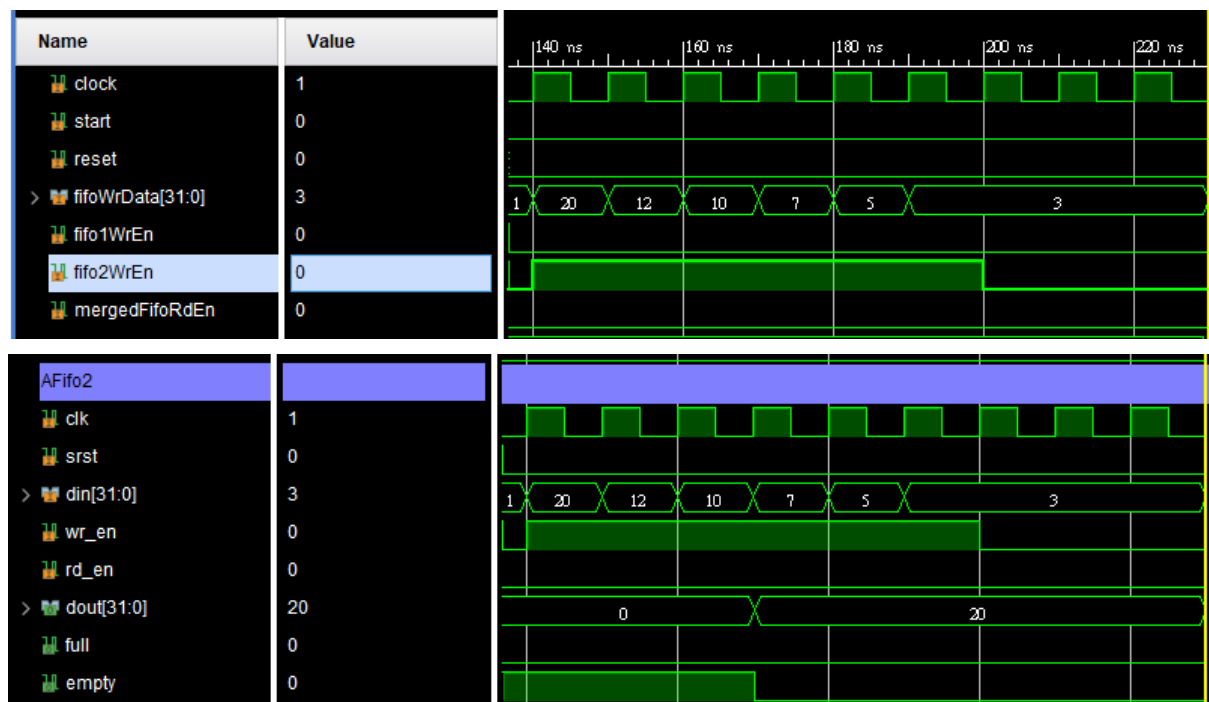 Name Value 140 ns 160 ns 180 ns 200 ns 220 ns
clock 1
start 0
reset 0
fifoWrData[31:0] 3 1 20 12 10 7 5 3
fifo1WrEn 0
fifo2WrEn 0
mergedFifoRdEn 0
AFifo2
clk 1
srst 0
din[31:0] 3 1 20 12 10 7 5 3
wr_en 0
rd_en 0
dout[31:0] 20 0 20
full 0
empty 0